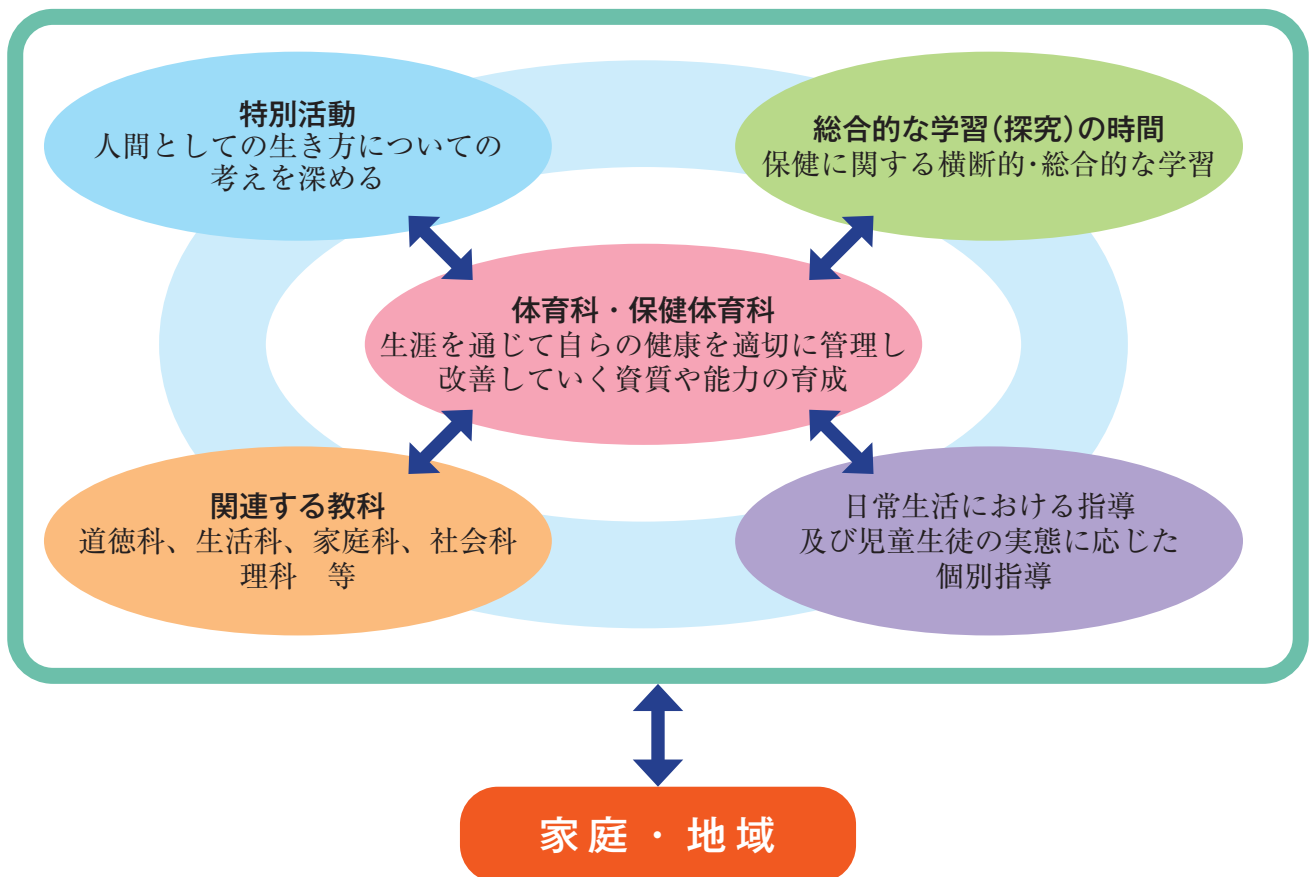 特別活動
人間としての生き方についての
考えを深める
総合的な学習(探究)の時間
保健に関する横断的・総合的な学習
体育科・保健体育科
生涯を通じて自らの健康を適切に管理し
改善していく資質や能力の育成
関連する教科
道徳科、生活科、家庭科、社会科
理科　等
日常生活における指導
及び児童生徒の実態に応じた
個別指導
家庭・地域